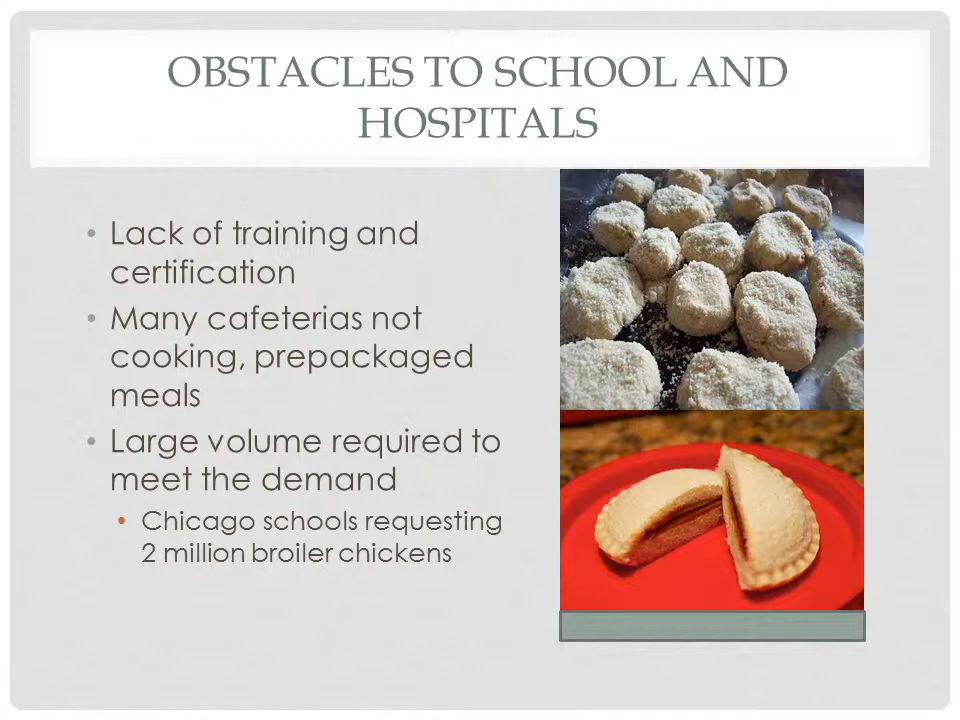 OBSTACLES TO SCHOOL AND
HOSPITALS
• Lack of training and
certification
• Many cafeterias not
cooking, prepackaged
meals
• Large volume required to
meet the demand
• Chicago schools requesting
2 million broiler chickens